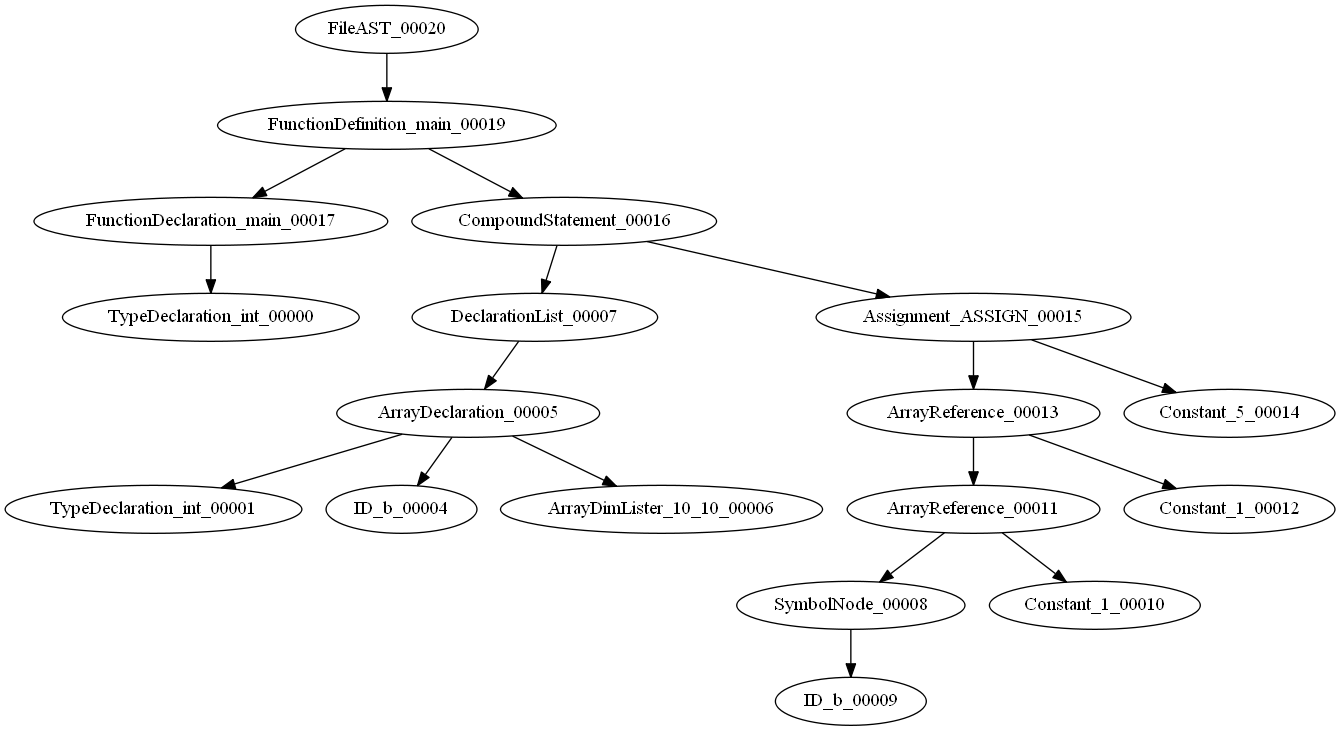 FileAST_00020
FunctionDefinition_main_00019
FunctionDeclaration_main_00017
CompoundStatement_00016
TypeDeclaration_int_00000
DeclarationList_00007
Assignment_ASSIGN_00015
ArrayDeclaration_00005
ArrayReference_00013
Constant_5_00014
TypeDeclaration_int_00001
ID_b_00004
ArrayDimLister_10_10_00006
ArrayReference_00011
Constant_1_00012
SymbolNode_00008
Constant_1_00010
ID_b_00009